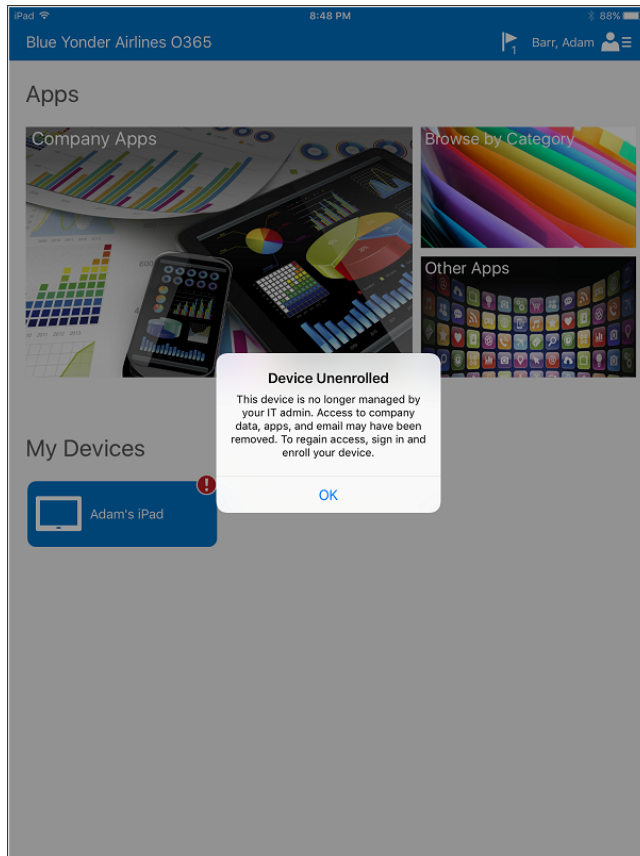 iPad 8:48 PM 88%
Blue Yonder Airlines O365 1 Barr, Adam
Apps
Company Apps
Browse by Category
Other Apps
Device Unenrolled
This device is no longer managed by
your IT admin. Access to company
data, apps, and email may have been
removed. To regain access, sign in and
enroll your device.
OK
My Devices
!
Adam's iPad